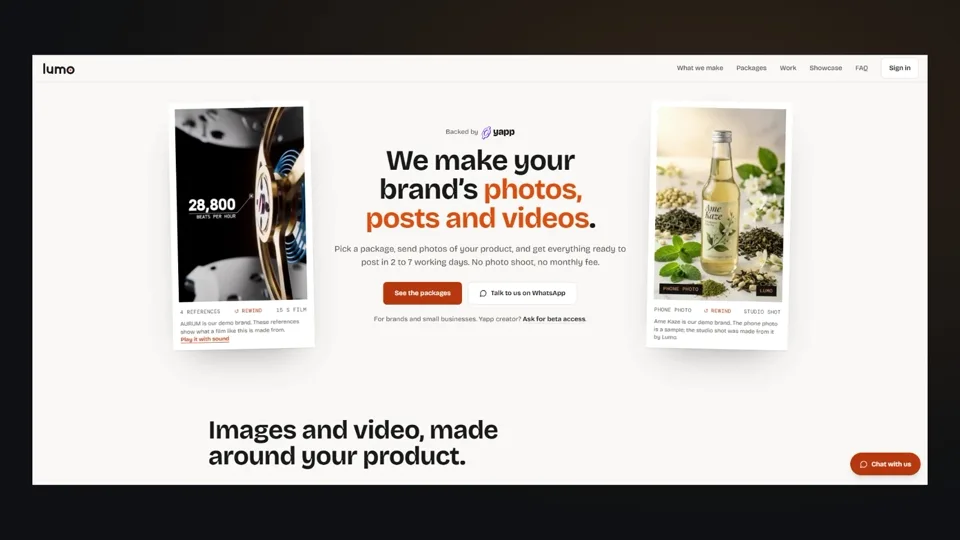 lumo
What we make Packages Work Showcase FAQ Sign in
Backed by yapp
We make your
brand's photos,
posts and videos.
Pick a package, send photos of your product, and get everything ready to
post in 2 to 7 working days. No photo shoot, no monthly fee.
See the packages
Talk to us on WhatsApp
For brands and small businesses. Yapp creator? Ask for beta access.
28,800
BEATS PER HOUR
4 REFERENCES ↺ REWIND 15 S FILM
AURUM is our demo brand. These references
show what a film like this is made from.
Play it with sound
Ame
Kaze
PHONE PHOTO LUMO
PHONE PHOTO ↺ REWIND STUDIO SHOT
Ame Kaze is our demo brand. The phone photo
is a sample; the studio shot was made from it
by Lumo.
Images and video, made
around your product.
Chat with us